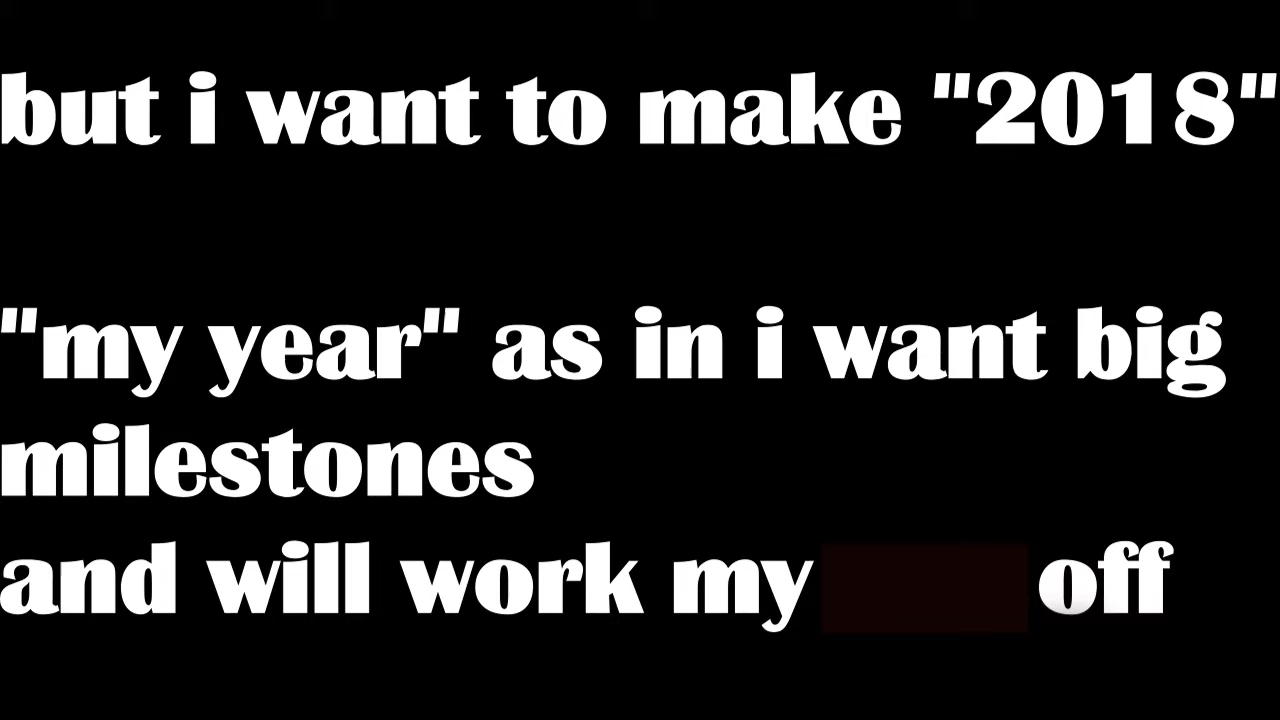 but i want to make "2018"
"my year" as in i want big
milestones
and will work my off